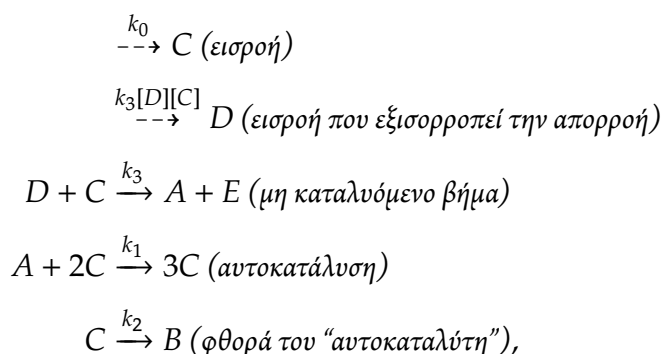 k₀ ⇢ C (εισροή)
k₃[D][C] ⇢ D (εισροή που εξισορροπεί την απορροή)
D + C k₃ → A + E (μη καταλυόμενο βήμα)
A + 2C k₁ → 3C (αυτοκατάλυση)
C k₂ → B (φθορά του “αυτοκαταλύτη”),